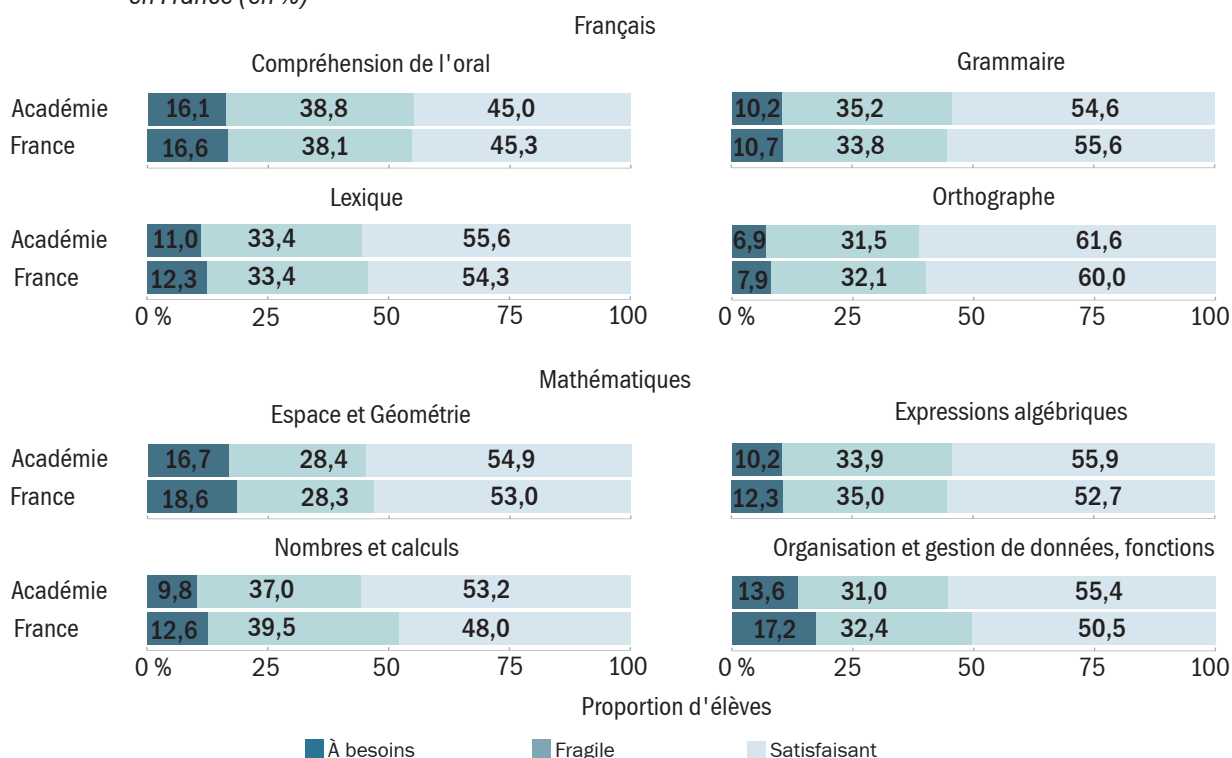 en France (en %)
Français
Compréhension de l'oral
Académie 16,1 38,8 45,0
France 16,6 38,1 45,3
Grammaire
10,2 35,2 54,6
10,7 33,8 55,6
Lexique
Académie 11,0 33,4 55,6
France 12,3 33,4 54,3
0 % 25 50 75 100
Orthographe
6,9 31,5 61,6
7,9 32,1 60,0
0 % 25 50 75 100
Mathématiques
Espace et Géométrie
Académie 16,7 28,4 54,9
France 18,6 28,3 53,0
Expressions algébriques
10,2 33,9 55,9
12,3 35,0 52,7
Nombres et calculs
Académie 9,8 37,0 53,2
France 12,6 39,5 48,0
0 % 25 50 75 100
Organisation et gestion de données, fonctions
13,6 31,0 55,4
17,2 32,4 50,5
0 % 25 50 75 100
Proportion d'élèves
À besoins Fragile Satisfaisant